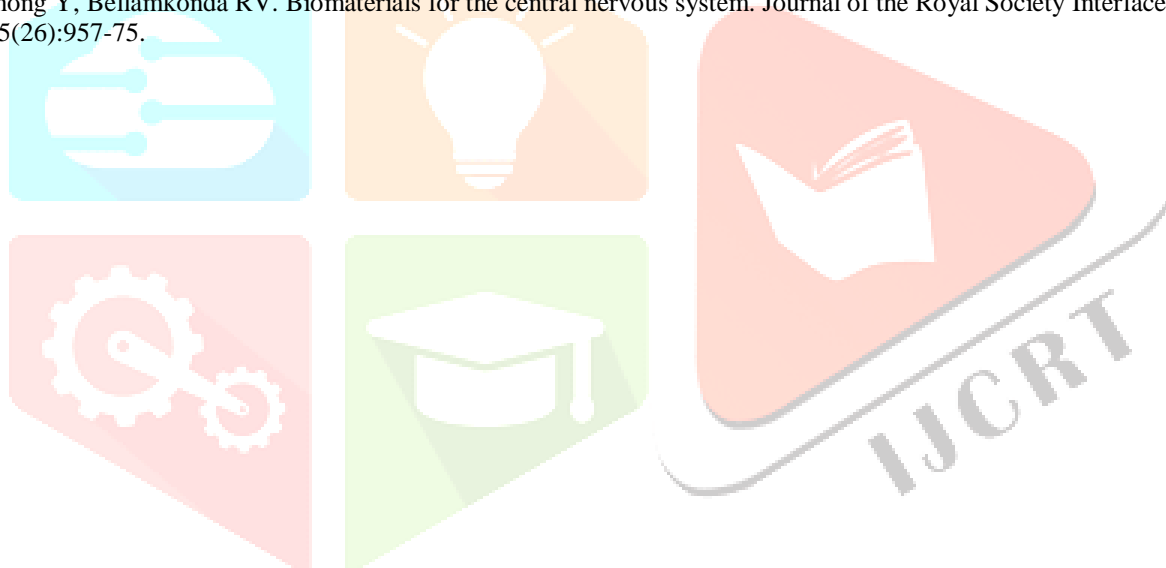 hong Y, Bellamkonda RV. Biomaterials for the central nervous system. Journal of the Royal Society Interface
5(26):957-75.
IJCRT